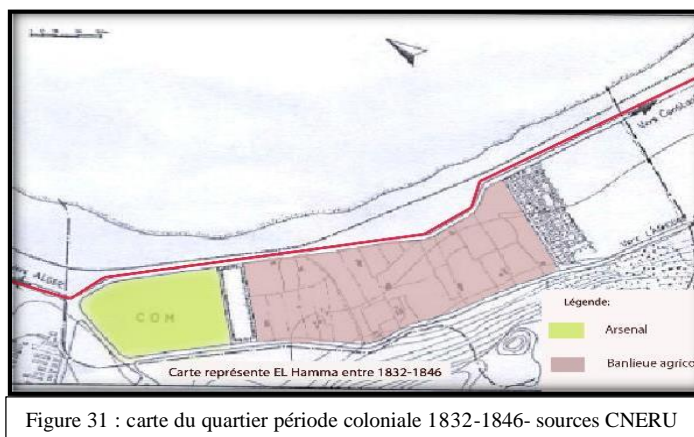 Vers Constantine
Vers ALGER
COM
Légende:
Arsenal
Banlieue agrico
Carte représente EL Hamma entre 1832-1846
Figure 31 : carte du quartier période coloniale 1832-1846- sources CNERU